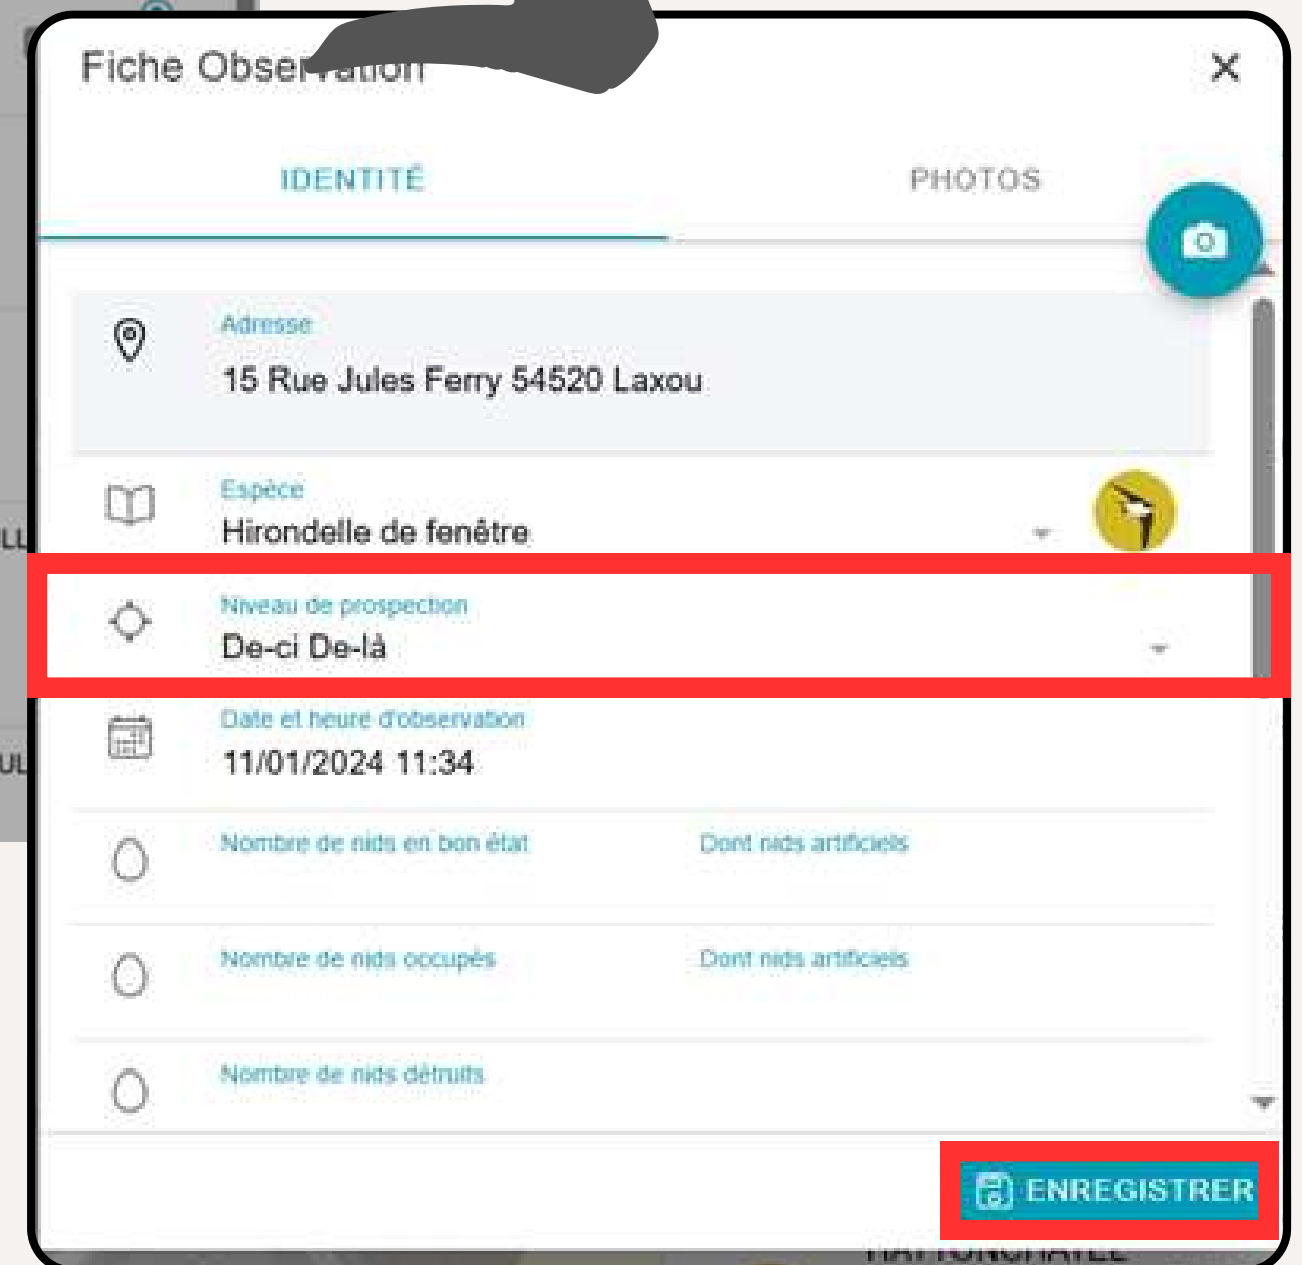 Fiche Observation
IDENTITÉ
PHOTOS
Adresse
15 Rue Jules Ferry 54520 Laxou
Espèce
Hirondelle de fenêtre
Niveau de prospection
De-ci De-là
Date et heure d'observation
11/01/2024 11:34
Nombre de nids en bon état
Dont nids artificiels
Nombre de nids occupés
Dont nids artificiels
Nombre de nids détruits
ENREGISTRER